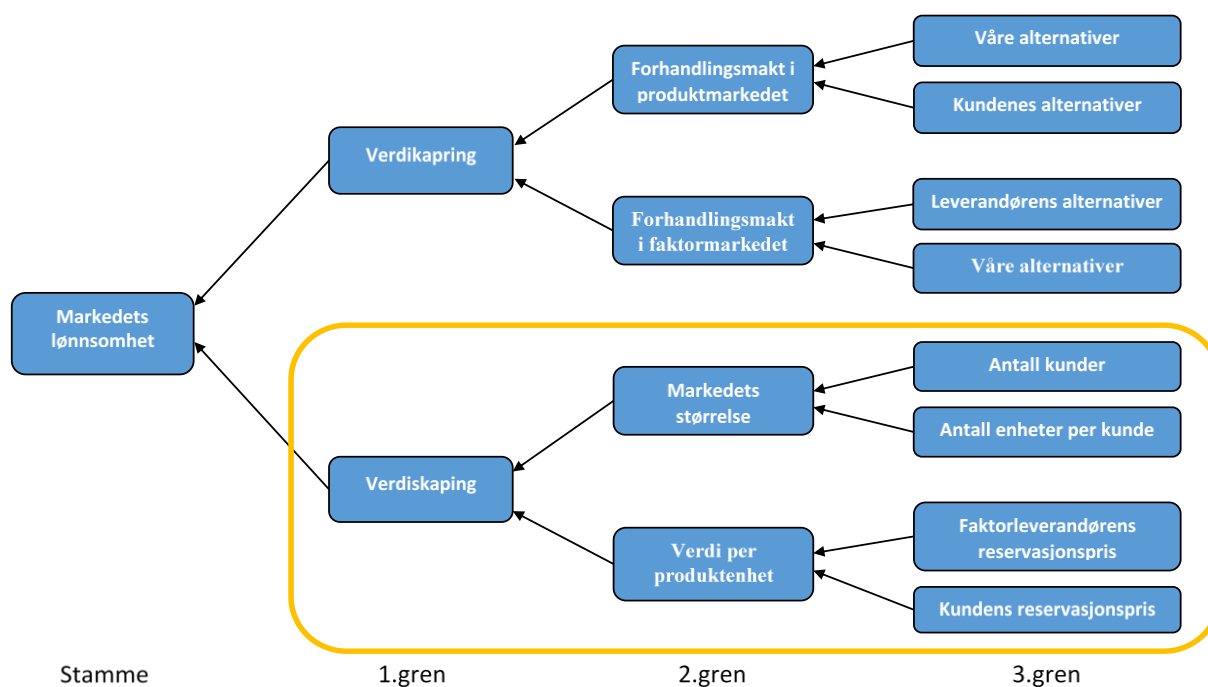 Våre alternativer
Forhandlingsmakt i
produktmarkedet
Kundenes alternativer
Verdikapring
Leverandørens alternativer
Forhandlingsmakt
i faktormarkedet
Våre alternativer
Markedets
lønnsomhet
Antall kunder
Markedets
størrelse
Antall enheter per kunde
Verdiskaping
Faktorleverandørens
reservasjonspris
Verdi per
produktenhet
Kundens reservasjonspris
Stamme
1.gren
2.gren
3.gren